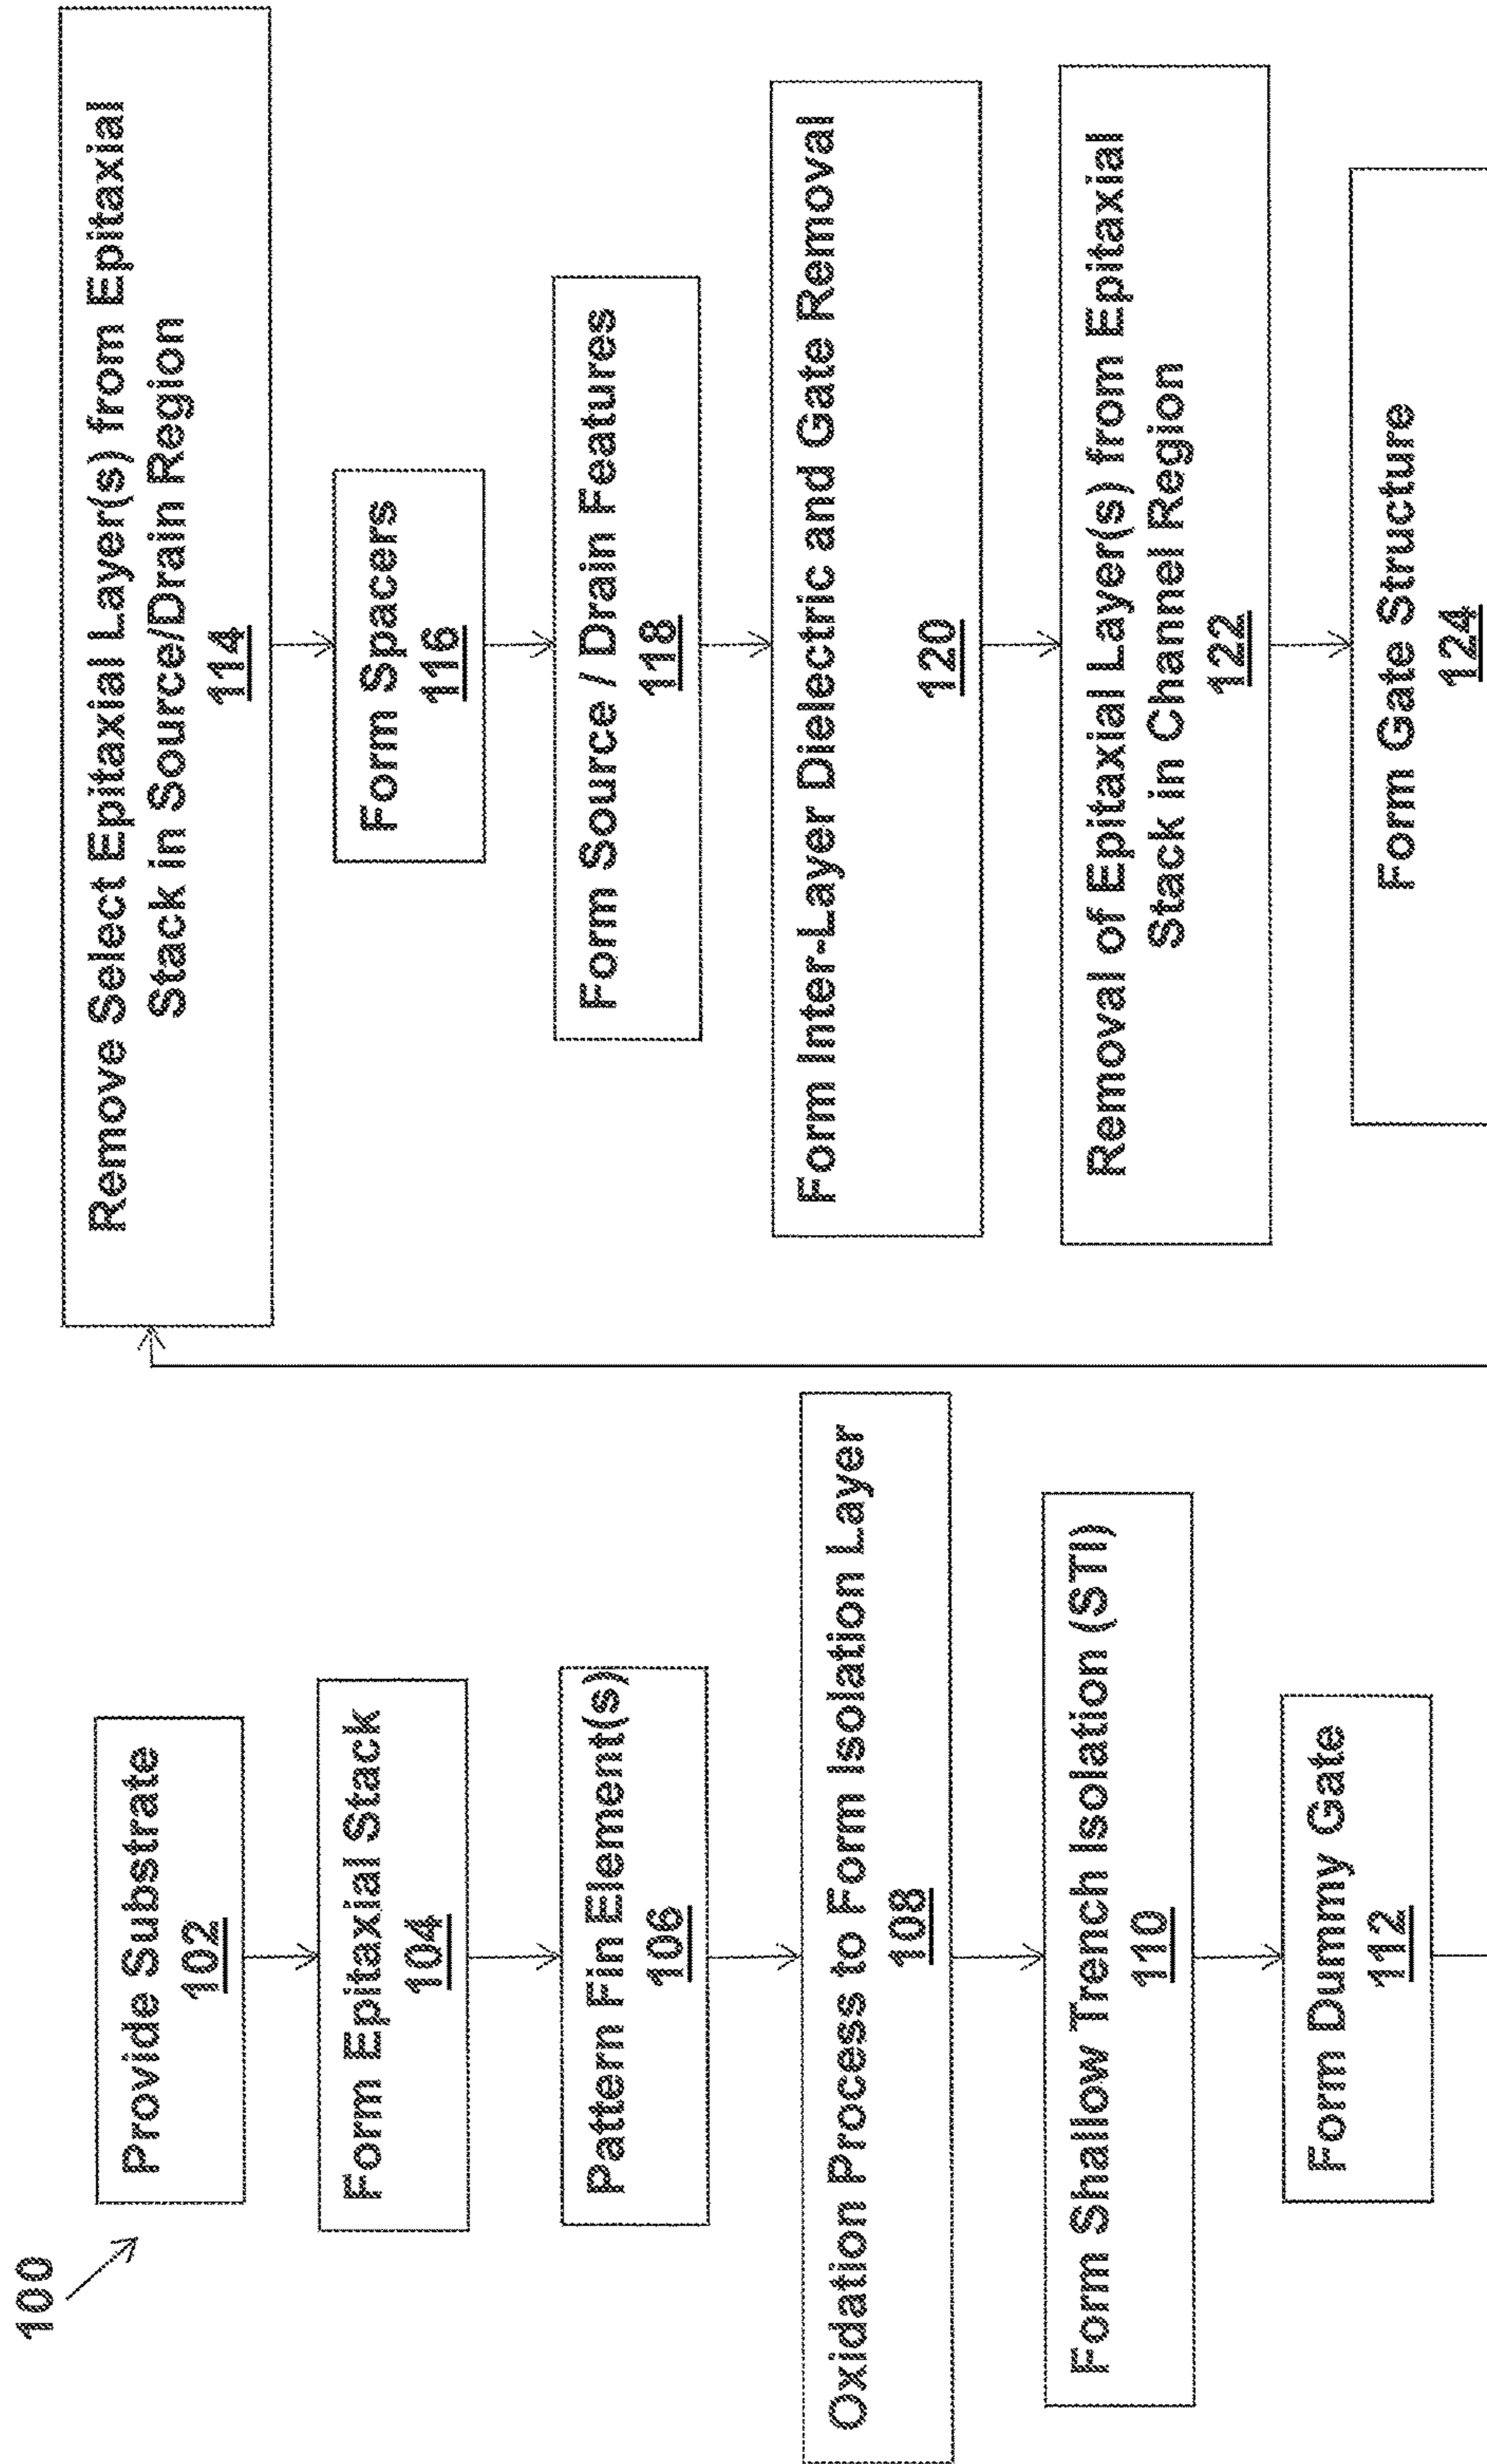 100
Provide Substrate
102
Form Epitaxial Stack
104
Pattern Fin Element(s)
106
Oxidation Process to Form Isolation Layer
108
Form Shallow Trench Isolation (STI)
110
Form Dummy Gate
112
Remove Select Epitaxial Layer(s) from Epitaxial
Stack in Source/Drain Region
114
Form Spacers
116
Form Source / Drain Features
118
Form Inter-Layer Dielectric and Gate Removal
120
Removal of Epitaxial Layer(s) from Epitaxial
Stack in Channel Region
122
Form Gate Structure
124